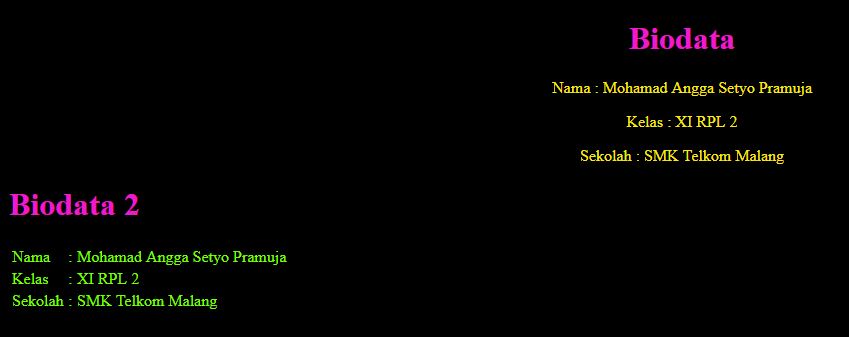 Biodata
Nama : Mohamad Angga Setyo Pramuja
Kelas : XI RPL 2
Sekolah : SMK Telkom Malang
Biodata 2
Nama : Mohamad Angga Setyo Pramuja
Kelas : XI RPL 2
Sekolah : SMK Telkom Malang